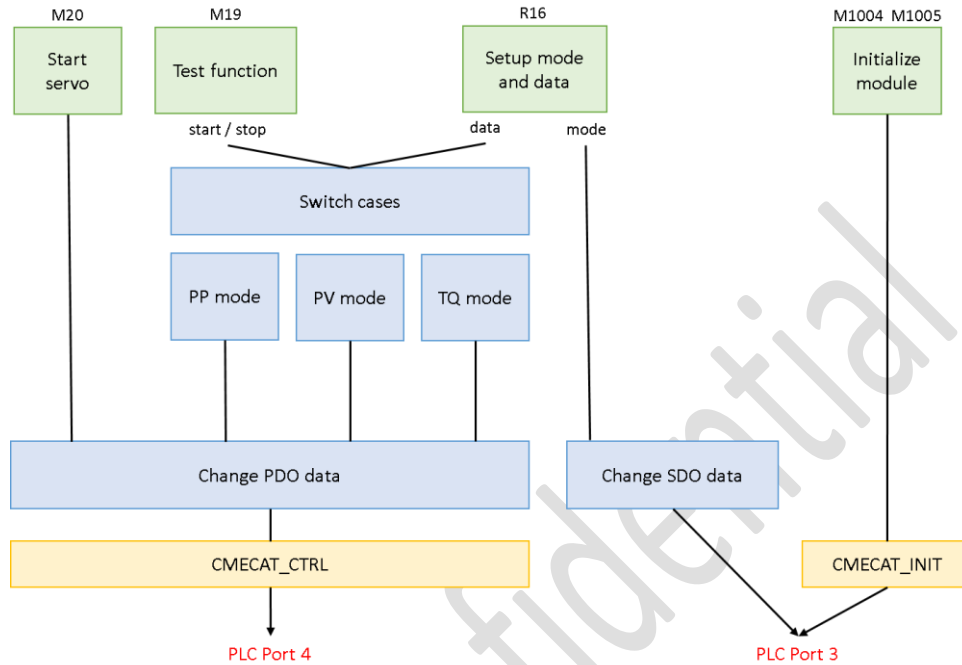 M20
M19
R16
M1004 M1005
Start
servo
Test function
Setup mode
and data
Initialize
module
start / stop
data
mode
Switch cases
PP mode
PV mode
TQ mode
Change PDO data
Change SDO data
CMECAT_CTRL
CMECAT_INIT
PLC Port 4
PLC Port 3
fidential